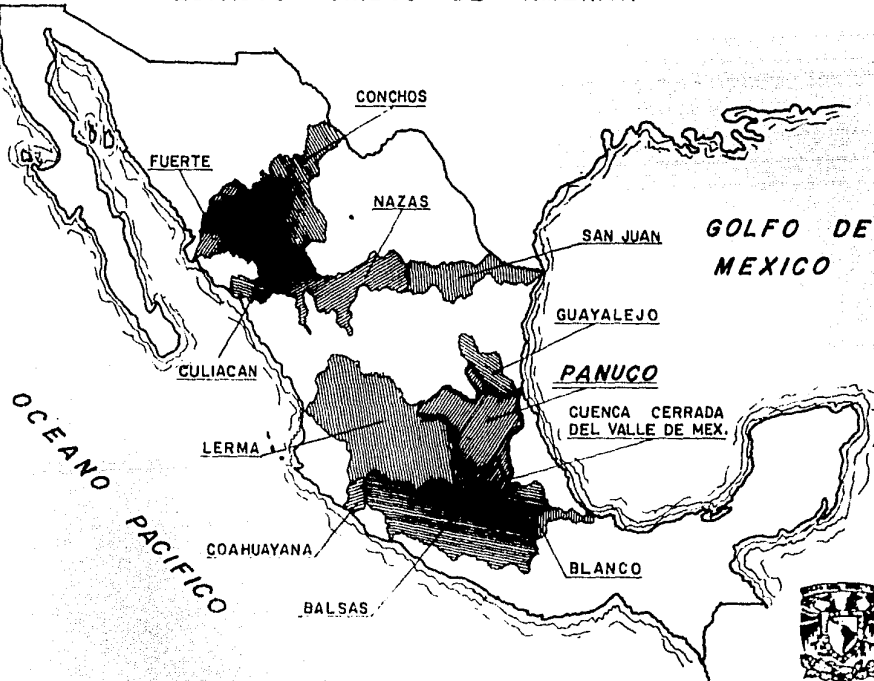 CONCHOS
FUERTE
NAZAS
SAN JUAN
GOLFO DE
MEXICO
GUAYALEJO
CULIACAN
PANUCO
CUENCA CERRADA
DEL VALLE DE MEX.
LERMA
OCEANO
PACIFICO
COAHUAYANA
BLANCO
BALSAS